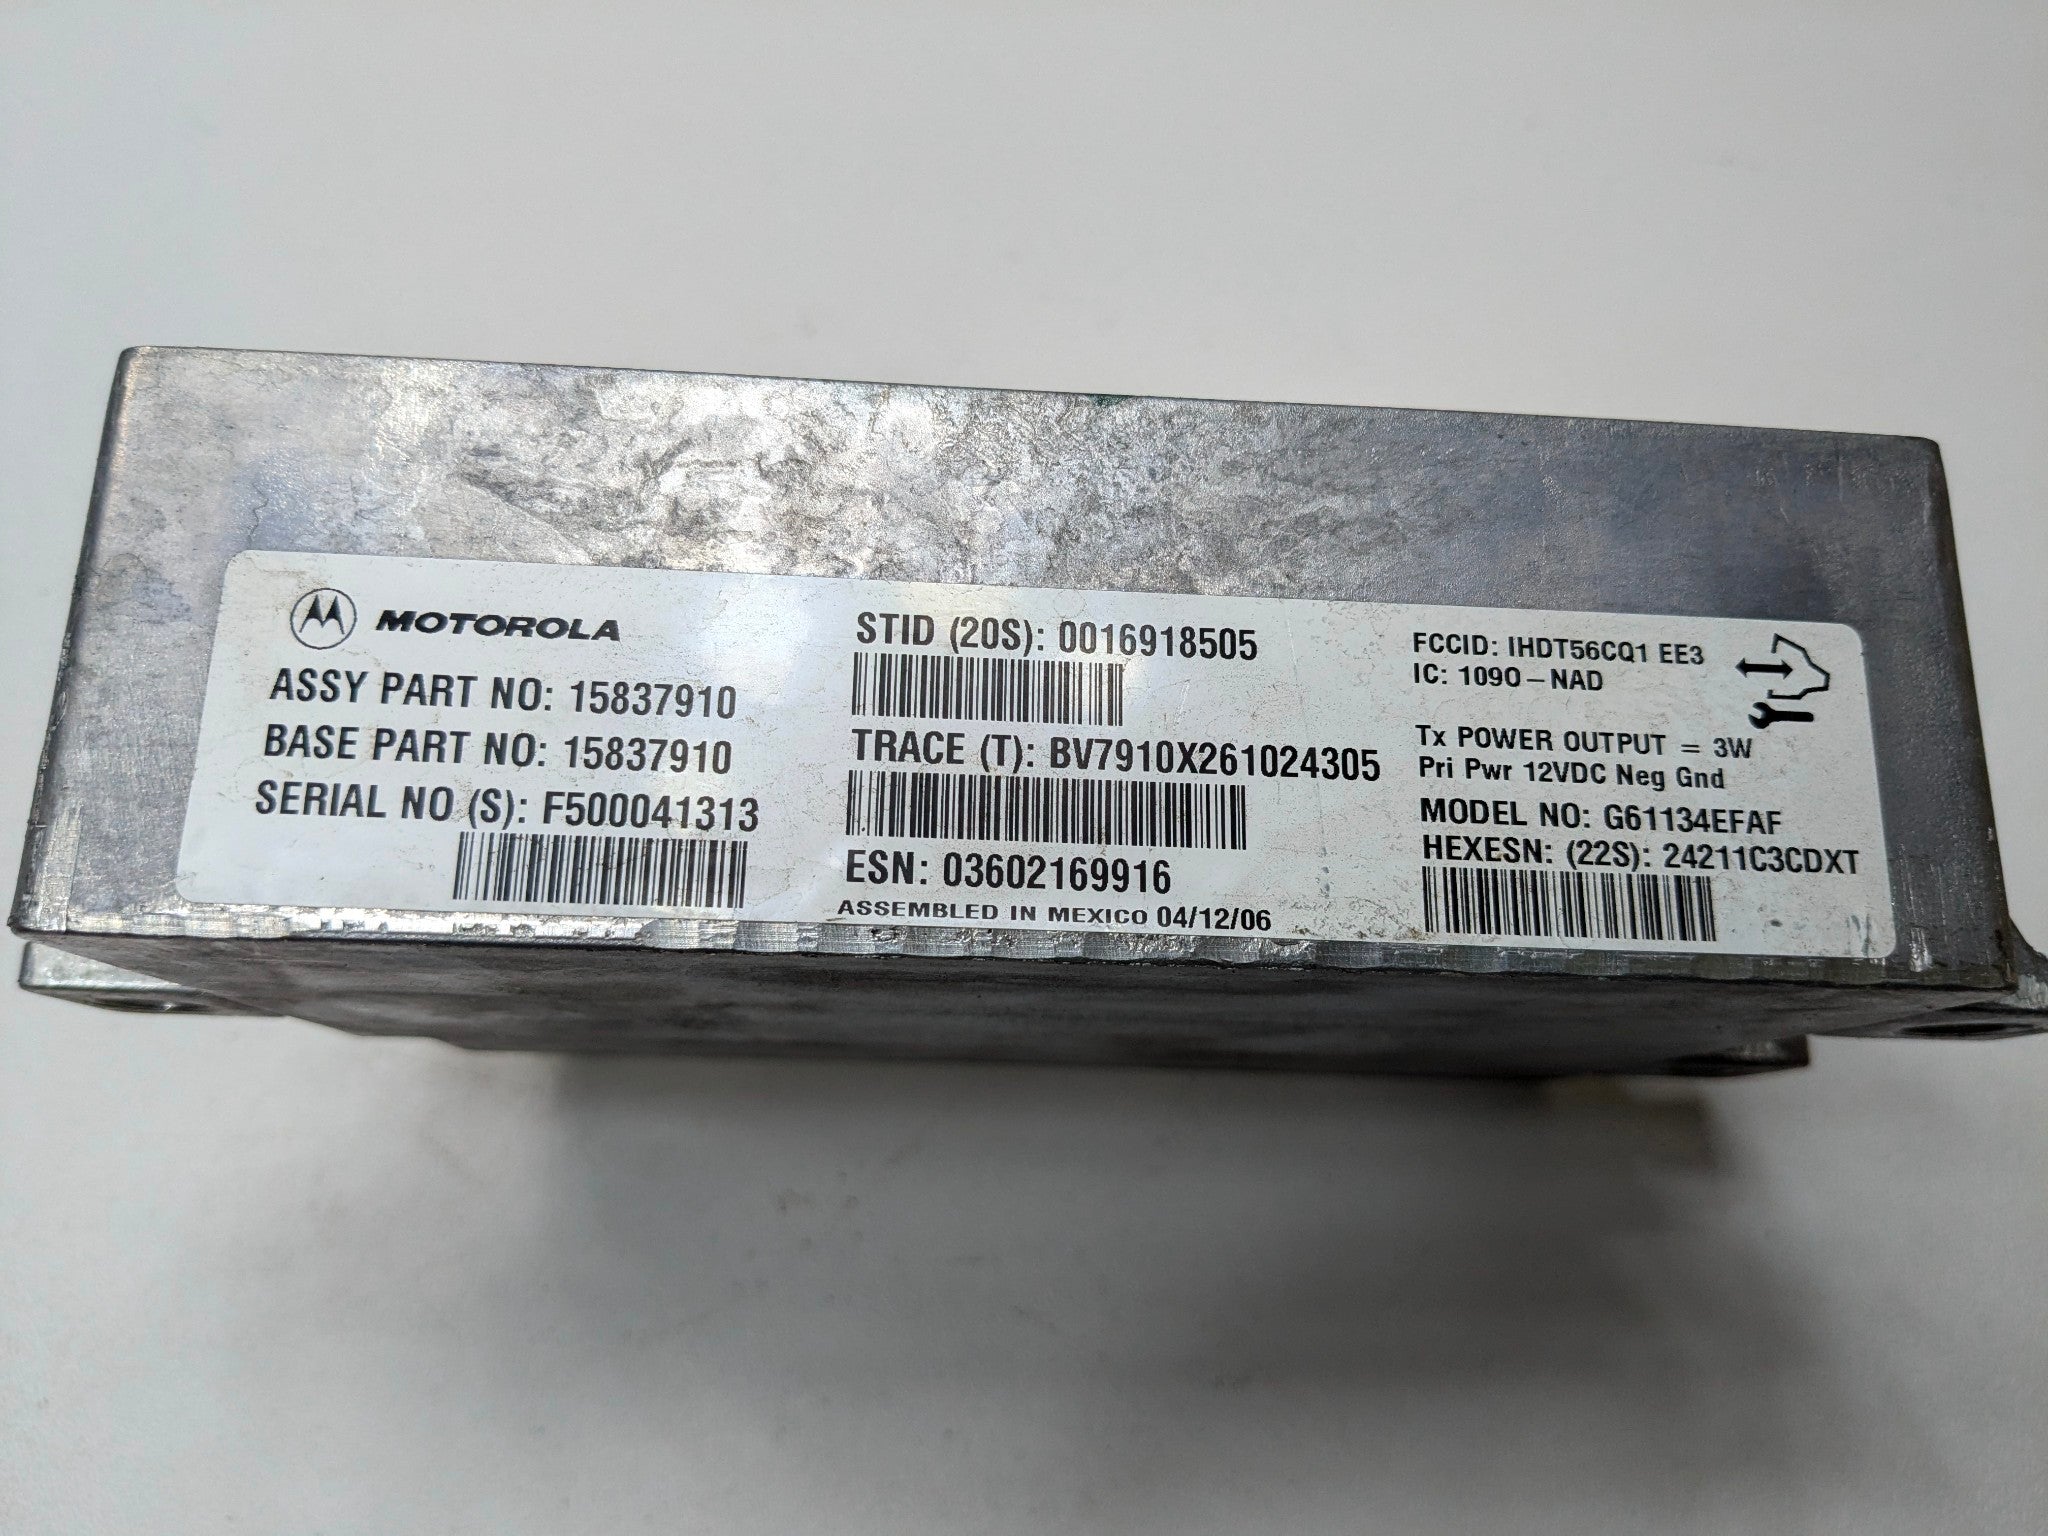 MOTOROLA
ASSY PART NO: 15837910
BASE PART NO: 15837910
SERIAL NO (S): F500041313
STID (20S): 0016918505
TRACE (T): BV7910X261024305
ESN: 03602169916
ASSEMBLED IN MEXICO 04/12/06
FCCID: IHDT56CQ1 EE3
IC: 1090-NAD
Tx POWER OUTPUT = 3W
Pri Pwr 12VDC Neg Gnd
MODEL NO: G61134EFAF
HEXESN: (22S): 24211C3CDXT